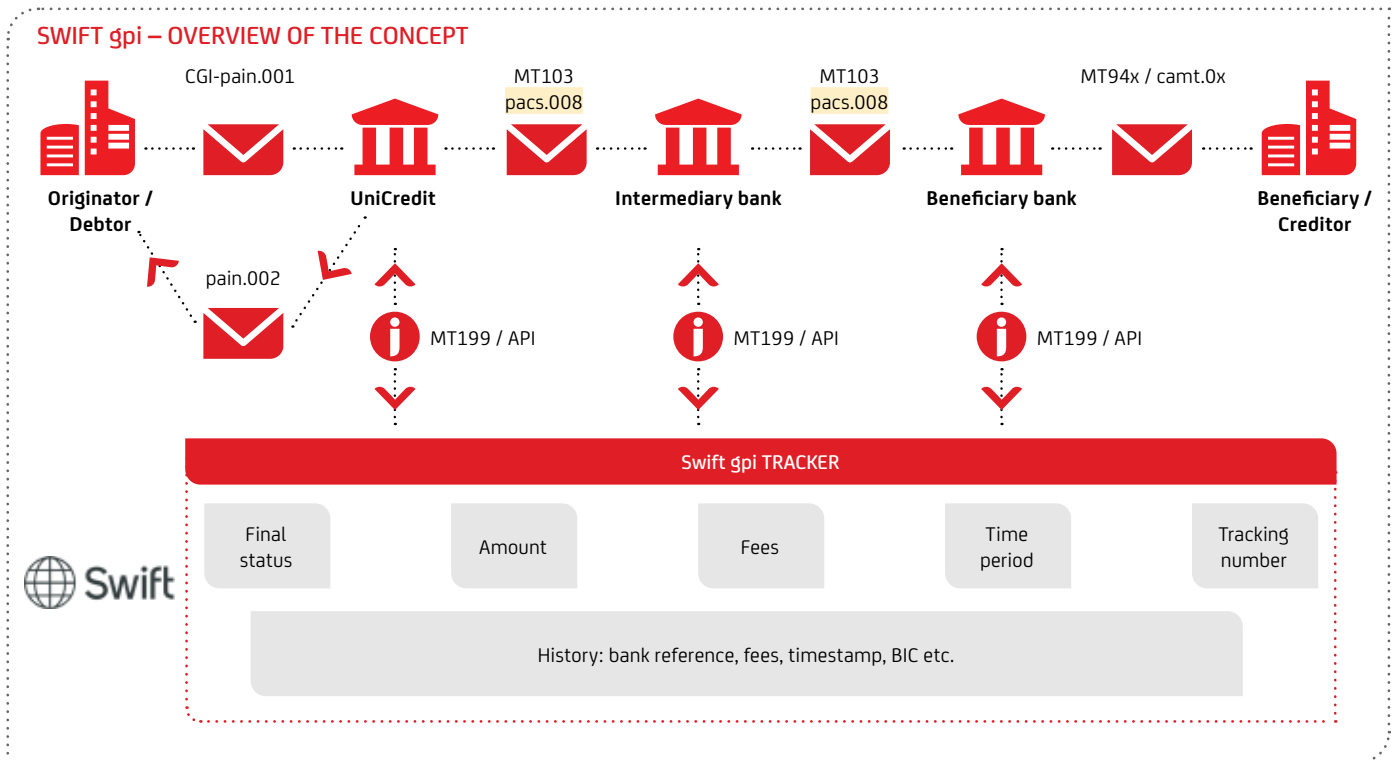 SWIFT gpi – OVERVIEW OF THE CONCEPT
CGI-pain.001
MT103
pacs.008
MT103
pacs.008
MT94x / camt.0x
Originator /
Debtor
UniCredit
Intermediary bank
Beneficiary bank
Beneficiary /
Creditor
pain.002
MT199 / API
MT199 / API
MT199 / API
Swift gpi TRACKER
Final
status
Amount
Fees
Time
period
Tracking
number
Swift
History: bank reference, fees, timestamp, BIC etc.